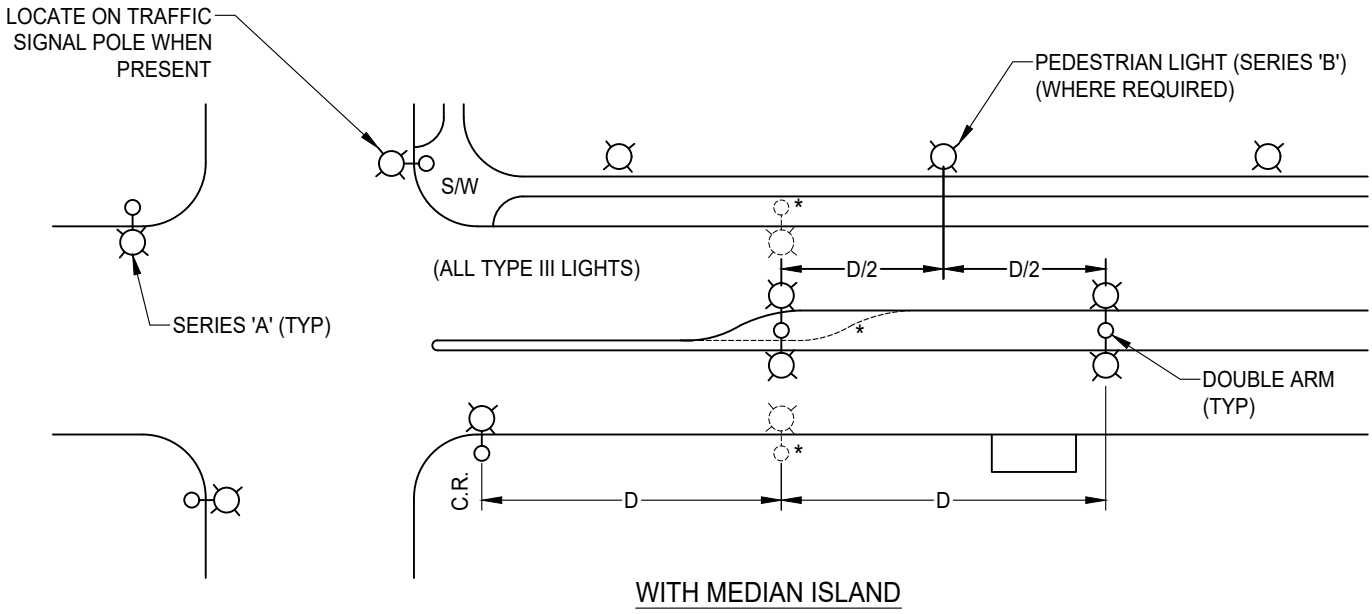 LOCATE ON TRAFFIC
SIGNAL POLE WHEN
PRESENT
PEDESTRIAN LIGHT (SERIES 'B')
(WHERE REQUIRED)
S/W
*
(ALL TYPE III LIGHTS)
D/2
D/2
SERIES 'A' (TYP)
*
DOUBLE ARM
(TYP)
*
C.R.
D
D
WITH MEDIAN ISLAND